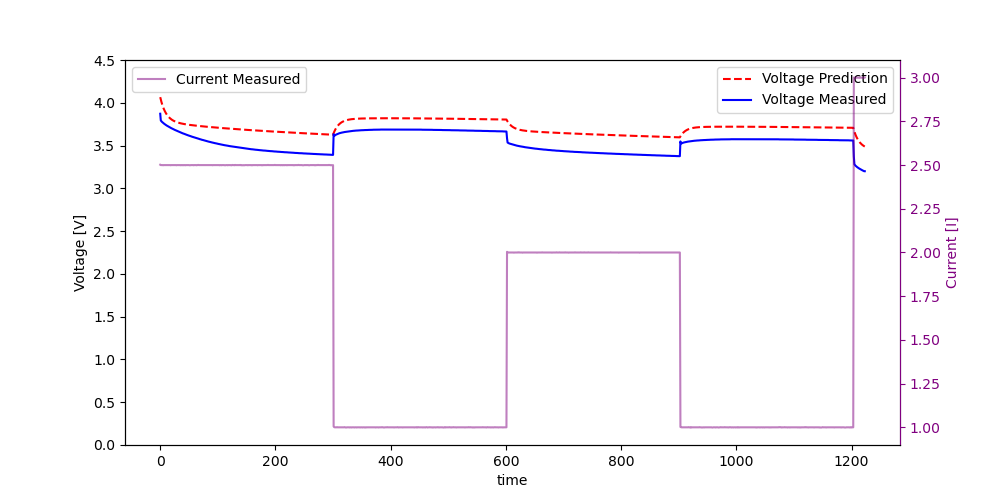 4.5
4.0
3.5
3.0
2.5
2.0
1.5
1.0
0.5
0.0
Voltage [V]
Current Measured
Voltage Prediction
Voltage Measured
3.00
2.75
2.50
2.25
2.00
1.75
1.50
1.25
1.00
Current [I]
0 200 400 600 800 1000 1200
time